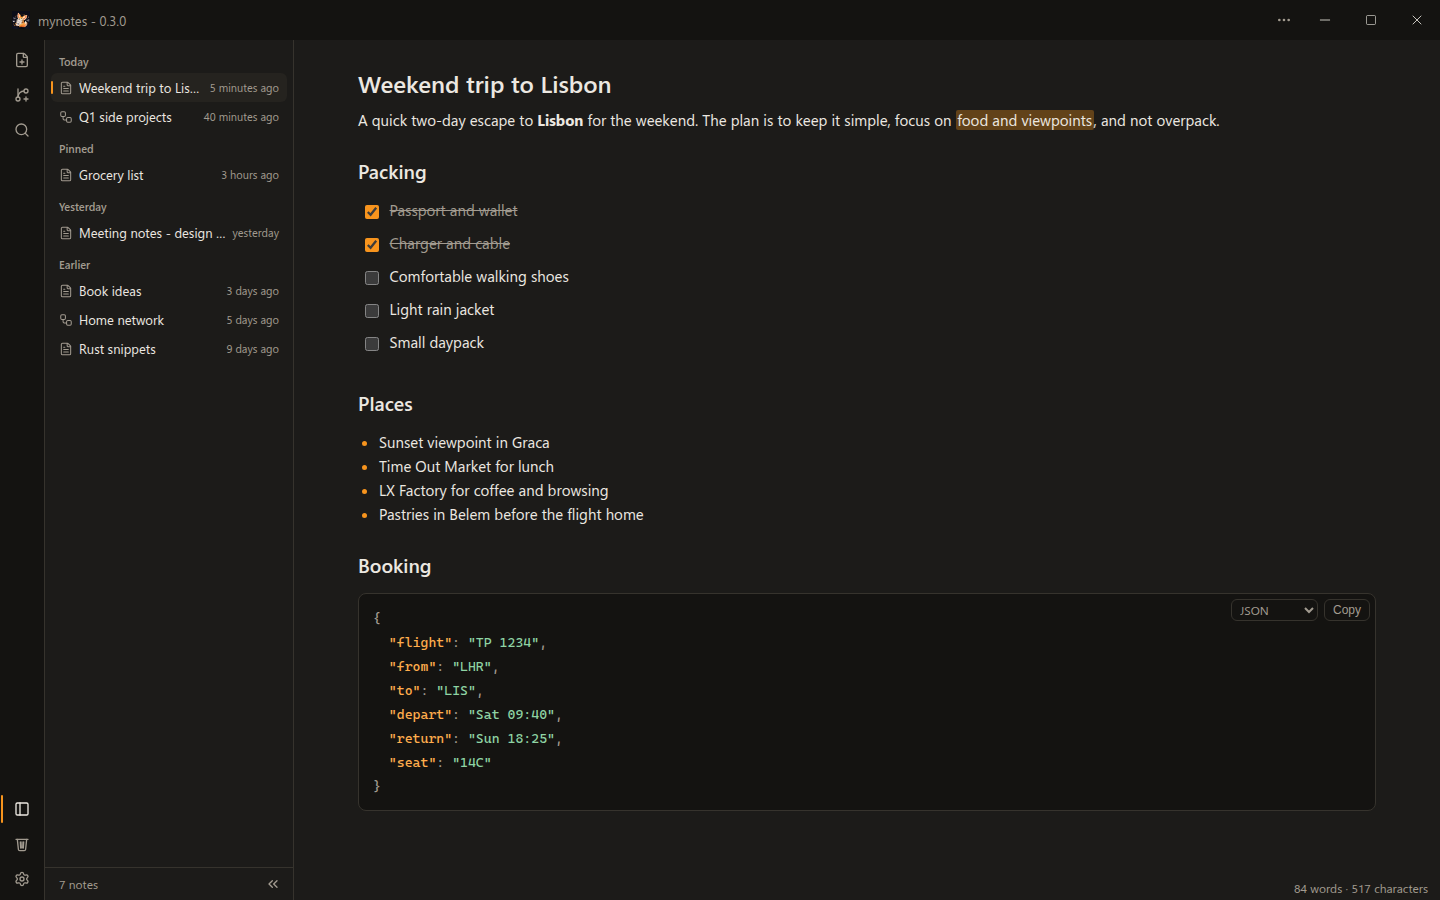 mynotes - 0.3.0
Today
Weekend trip to Lis... 5 minutes ago
Q1 side projects 40 minutes ago
Pinned
Grocery list 3 hours ago
Yesterday
Meeting notes - design ... yesterday
Earlier
Book ideas 3 days ago
Home network 5 days ago
Rust snippets 9 days ago
7 notes
Weekend trip to Lisbon
A quick two-day escape to Lisbon for the weekend. The plan is to keep it simple, focus on food and viewpoints, and not overpack.
Packing
Passport and wallet
Charger and cable
Comfortable walking shoes
Light rain jacket
Small daypack
Places
Sunset viewpoint in Graca
Time Out Market for lunch
LX Factory for coffee and browsing
Pastries in Belem before the flight home
Booking
JSON Copy
{
"flight": "TP 1234",
"from": "LHR",
"to": "LIS",
"depart": "Sat 09:40",
"return": "Sun 18:25",
"seat": "14C"
}
84 words · 517 characters